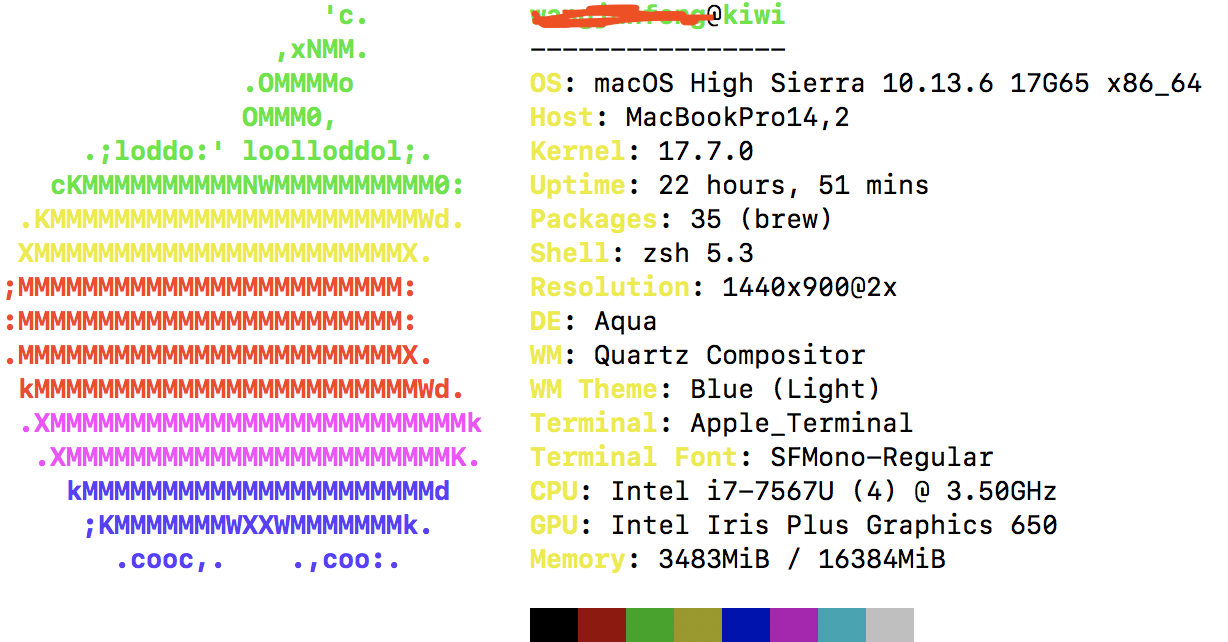 'c.
,xNMM.
.OMMMMo
OMMM0,
.;loddo:' loolloddol;.
cKMMMMMMMMMMNWMMMMMMMMMM0:
.KMMMMMMMMMMMMMMMMMMMMMMMWd.
XMMMMMMMMMMMMMMMMMMMMMMMX.
;MMMMMMMMMMMMMMMMMMMMMMMM:
:MMMMMMMMMMMMMMMMMMMMMMMM:
.MMMMMMMMMMMMMMMMMMMMMMMMX.
kMMMMMMMMMMMMMMMMMMMMMMMMWd.
.XMMMMMMMMMMMMMMMMMMMMMMMMMMk
.XMMMMMMMMMMMMMMMMMMMMMMMMK.
kMMMMMMMMMMMMMMMMMMMMMMd
;KMMMMMMMWXXWMMMMMMMk.
.cooc,. .,coo:.
@kiwi
----------------
OS: macOS High Sierra 10.13.6 17G65 x86_64
Host: MacBookPro14,2
Kernel: 17.7.0
Uptime: 22 hours, 51 mins
Packages: 35 (brew)
Shell: zsh 5.3
Resolution: 1440x900@2x
DE: Aqua
WM: Quartz Compositor
WM Theme: Blue (Light)
Terminal: Apple_Terminal
Terminal Font: SFMono-Regular
CPU: Intel i7-7567U (4) @ 3.50GHz
GPU: Intel Iris Plus Graphics 650
Memory: 3483MiB / 16384MiB